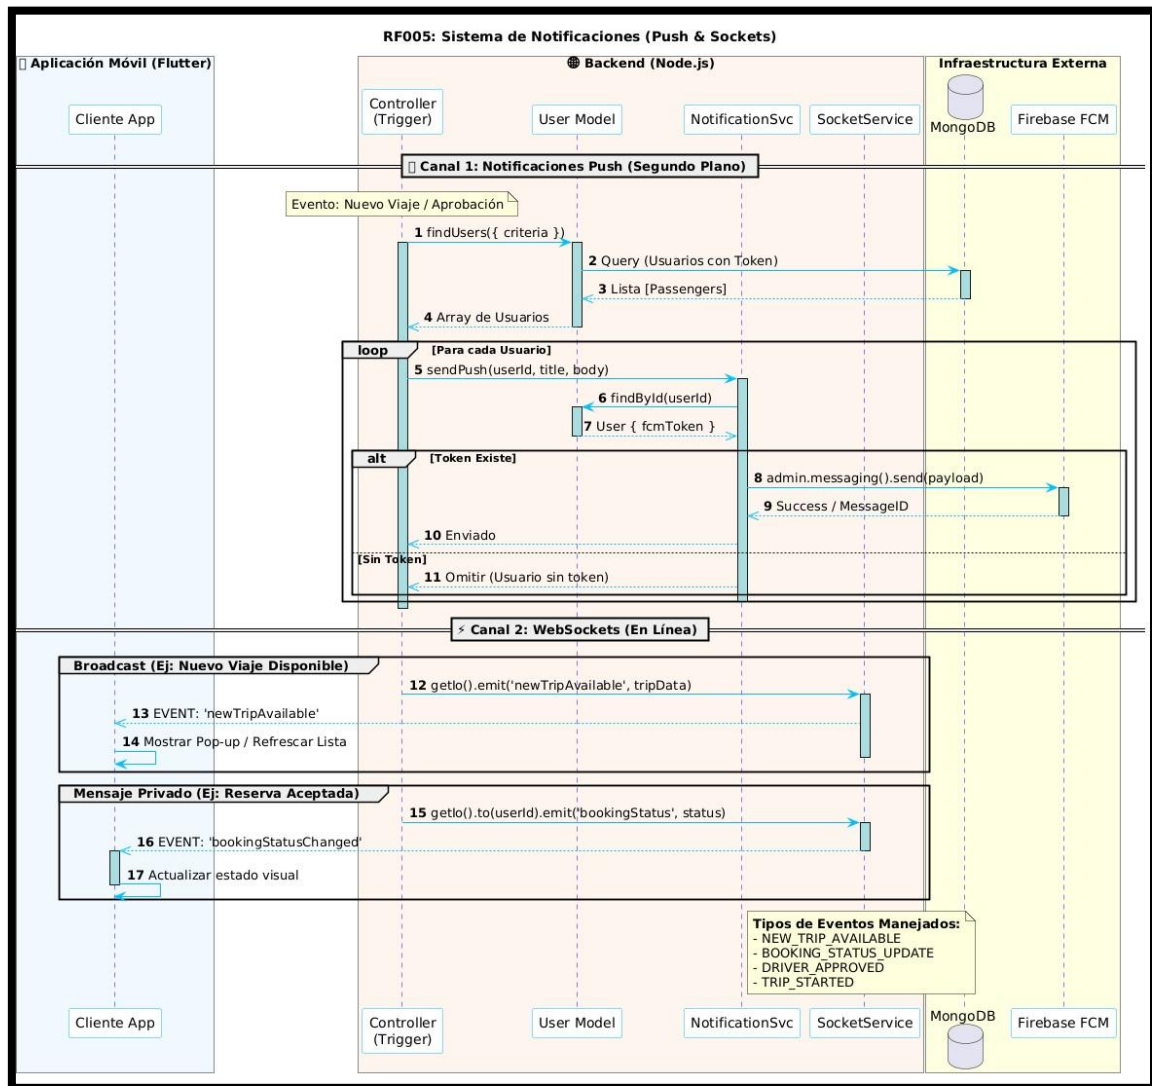 RF005: Sistema de Notificaciones (Push & Sockets)
Aplicación Móvil (Flutter)
Backend (Node.js)
Infraestructura Externa
Cliente App
Controller
(Trigger)
User Model
NotificationSvc
SocketService
MongoDB
Firebase FCM
Canal 1: Notificaciones Push (Segundo Plano)
Evento: Nuevo Viaje / Aprobación
1 findUsers({ criteria })
2 Query (Usuarios con Token)
3 Lista [Passengers]
4 Array de Usuarios
loop [Para cada Usuario]
5 sendPush(userId, title, body)
6 findById(userId)
7 User { fcmToken }
alt [Token Existe]
8 admin.messaging().send(payload)
9 Success / MessageID
10 Enviado
[Sin Token]
11 Omitir (Usuario sin token)
⚡ Canal 2: WebSockets (En Línea)
Broadcast (Ej: Nuevo Viaje Disponible)
12 getIo().emit('newTripAvailable', tripData)
13 EVENT: 'newTripAvailable'
14 Mostrar Pop-up / Refrescar Lista
Mensaje Privado (Ej: Reserva Aceptada)
15 getIo().to(userId).emit('bookingStatus', status)
16 EVENT: 'bookingStatusChanged'
17 Actualizar estado visual
Tipos de Eventos Manejados:
- NEW_TRIP_AVAILABLE
- BOOKING_STATUS_UPDATE
- DRIVER_APPROVED
- TRIP_STARTED
Cliente App
Controller
(Trigger)
User Model
NotificationSvc
SocketService
MongoDB
Firebase FCM